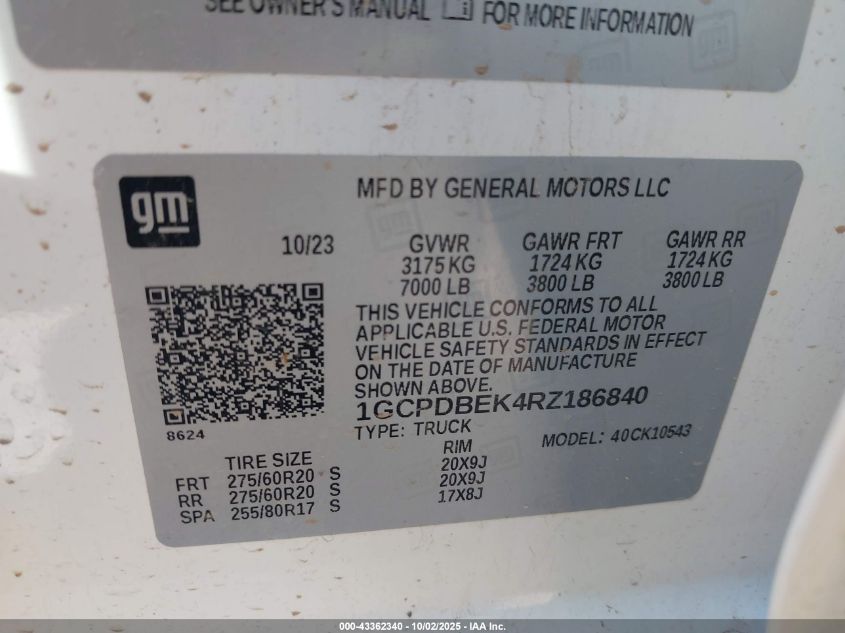 SEE OWNER'S MANUAL FOR MORE INFORMATION
gm
MFD BY GENERAL MOTORS LLC
10/23
GVWR GAWR FRT GAWR RR
3175 KG 1724 KG 1724 KG
7000 LB 3800 LB 3800 LB
THIS VEHICLE CONFORMS TO ALL
APPLICABLE U.S. FEDERAL MOTOR
VEHICLE SAFETY STANDARDS IN EFFECT
ON THE DATE OF MANUFACTURE
SHOWN ABOVE.
1GCPDBEK4RZ186840
8624
TYPE: TRUCK MODEL: 40CK10543
TIRE SIZE RIM
FRT 275/60R20 S 20X9J
RR 275/60R20 S 20X9J
SPA 255/80R17 S 17X8J
000-43362340 - 10/02/2025 - IAA Inc.